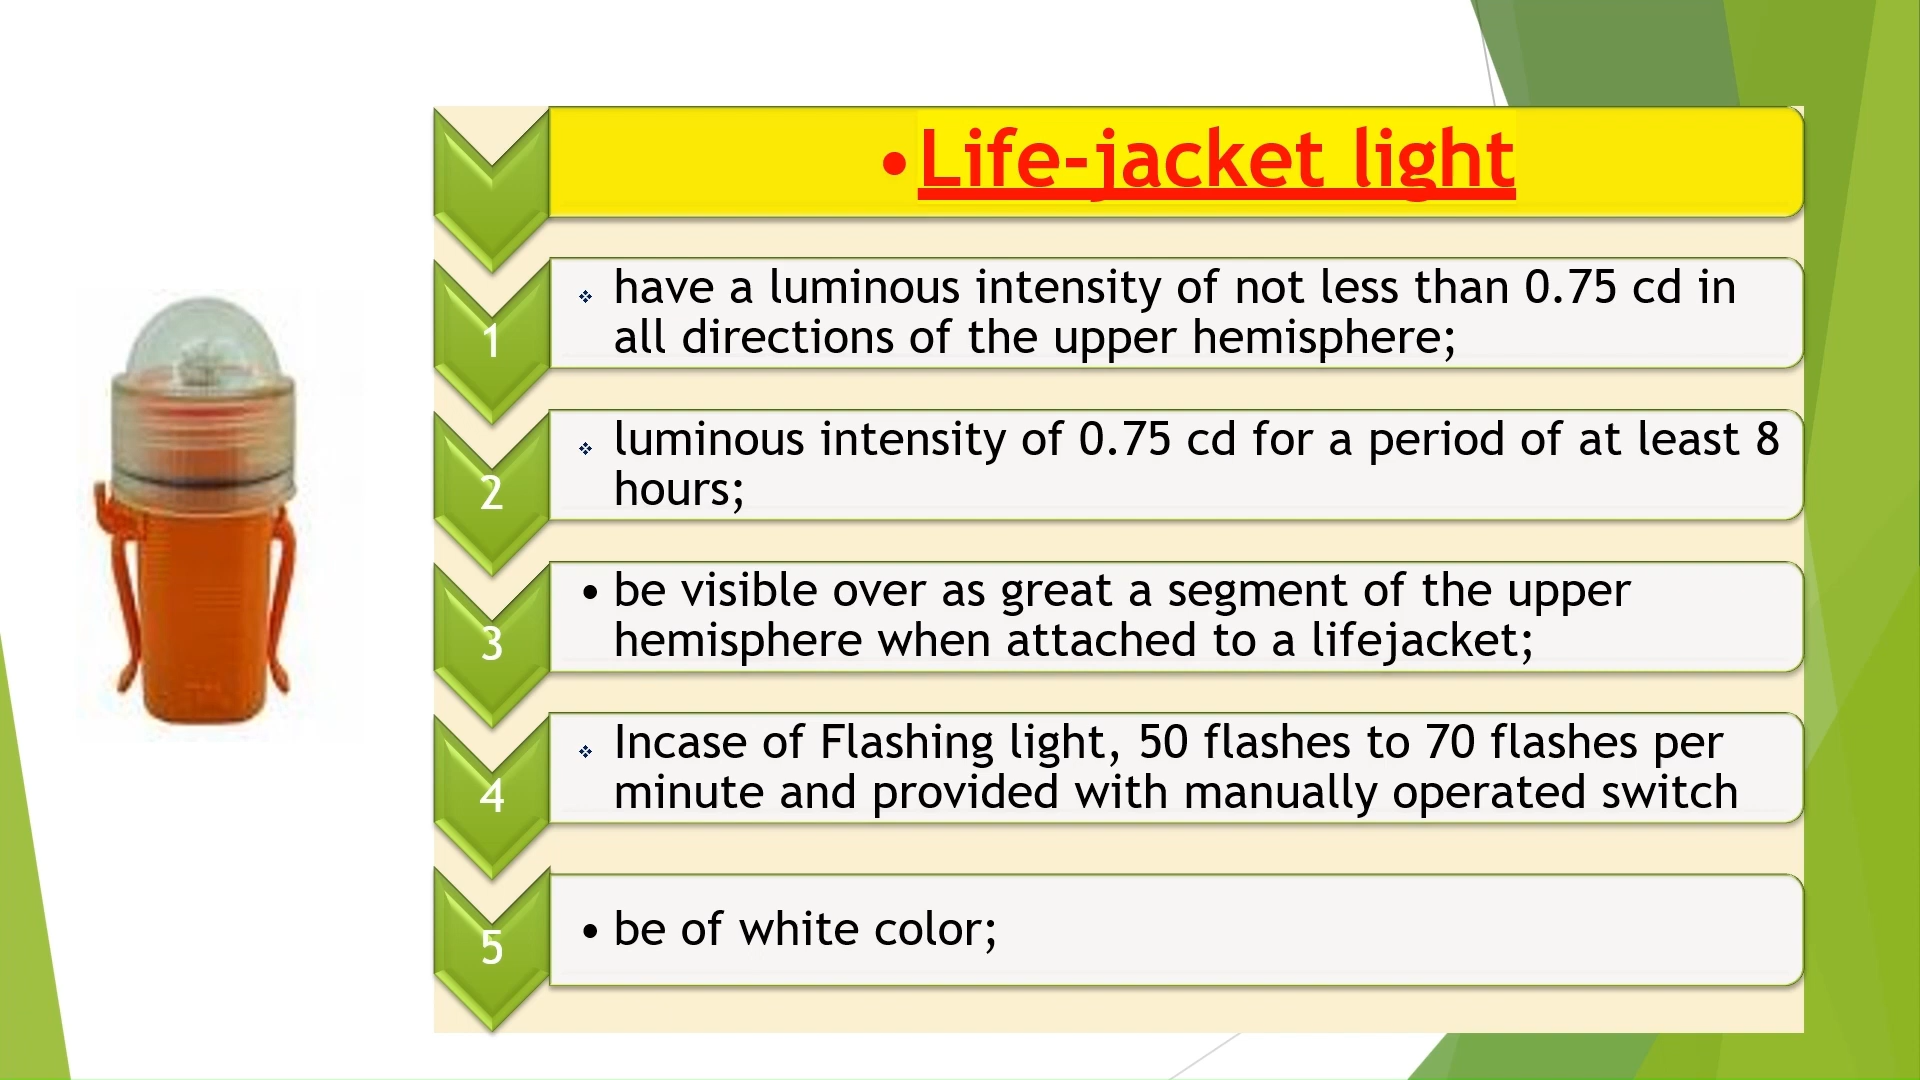 •Life-jacket light
1
❖ have a luminous intensity of not less than 0.75 cd in
all directions of the upper hemisphere;
2
❖ luminous intensity of 0.75 cd for a period of at least 8
hours;
3
• be visible over as great a segment of the upper
hemisphere when attached to a lifejacket;
4
❖ Incase of Flashing light, 50 flashes to 70 flashes per
minute and provided with manually operated switch
5
• be of white color;